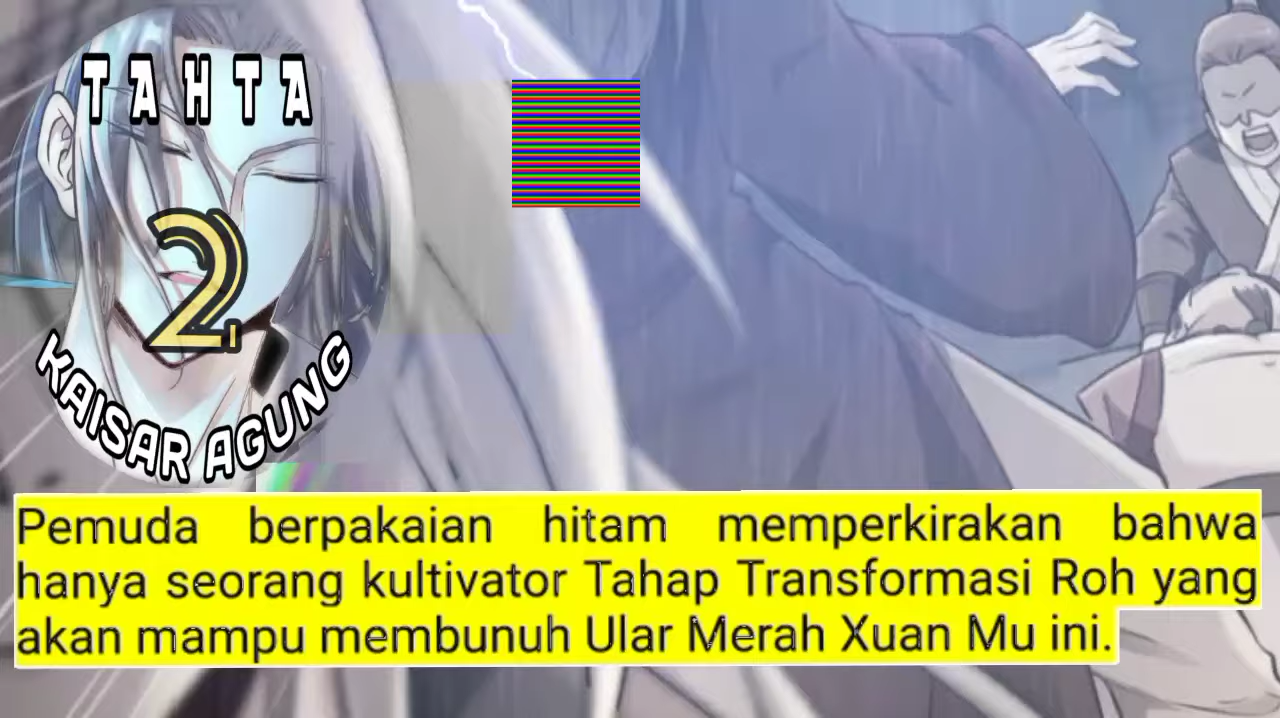 TAHTA
2
KAISAR AGUNG
Pemuda berpakaian hitam memperkirakan bahwa
hanya seorang kultivator Tahap Transformasi Roh yang
akan mampu membunuh Ular Merah Xuan Mu ini.